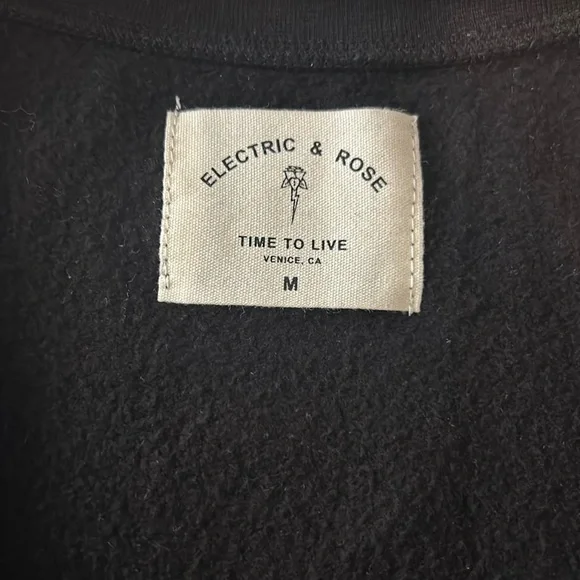 ELECTRIC & ROSE
TIME TO LIVE
VENICE, CA
M